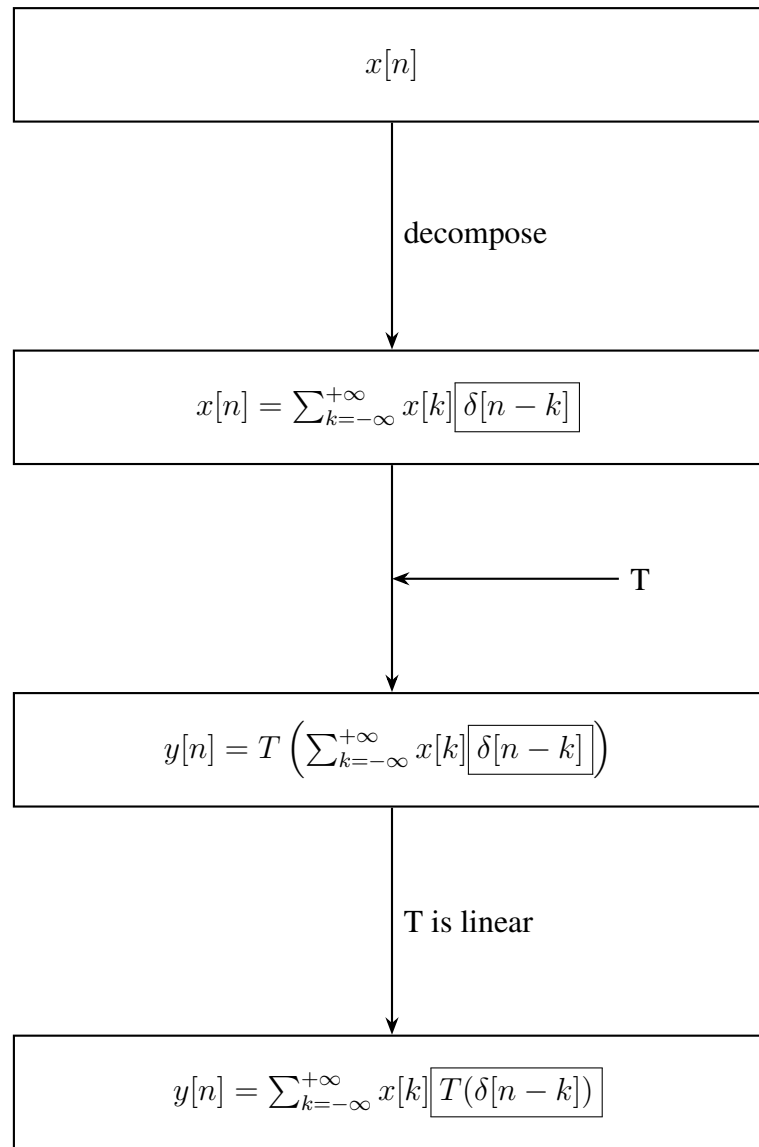 x[n]
decompose
x[n] = ∑_{k=-∞}^{+∞} x[k] δ[n − k]
T
y[n] = T (∑_{k=-∞}^{+∞} x[k] δ[n − k])
T is linear
y[n] = ∑_{k=-∞}^{+∞} x[k] T(δ[n − k])